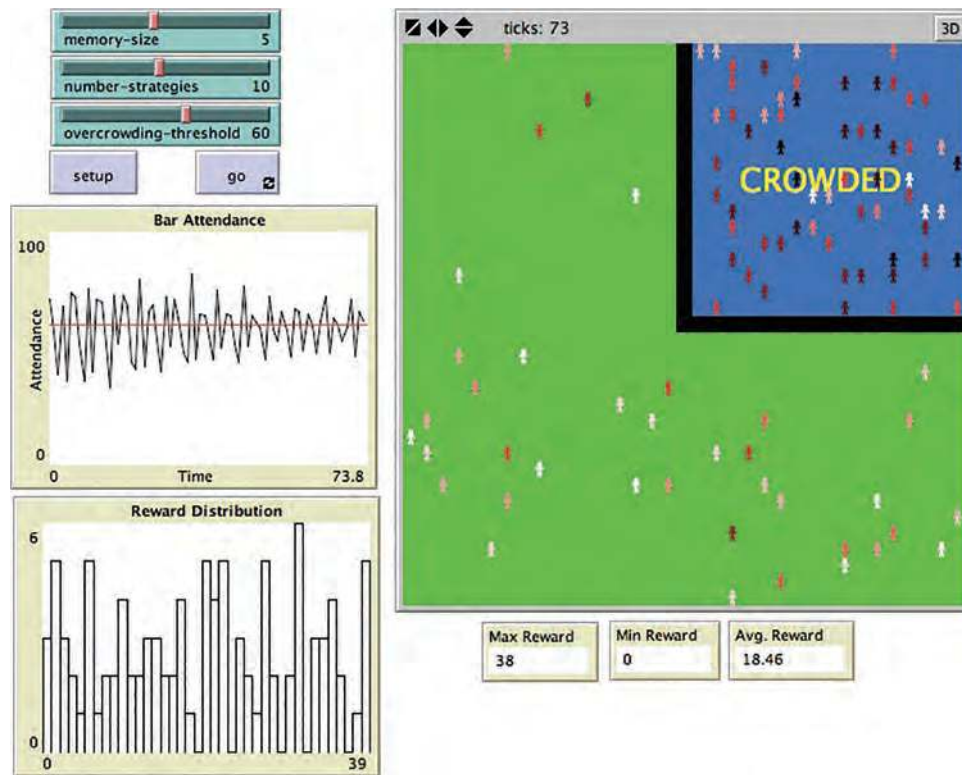 memory-size 5
number-strategies 10
overcrowding-threshold 60
setup
go
Bar Attendance
100
Attendance
0
0 Time 73.8
Reward Distribution
6
0
0 39
ticks: 73
3D
CROWDED
Max Reward
38
Min Reward
0
Avg. Reward
18.46